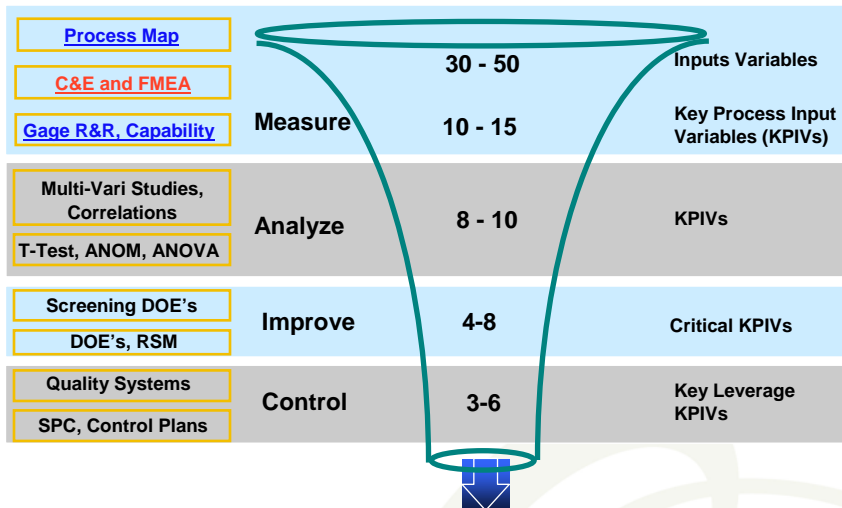 Process Map
30 - 50
Inputs Variables
C&E and FMEA
Gage R&R, Capability
Measure
10 - 15
Key Process Input
Variables (KPIVs)
Multi-Vari Studies,
Correlations
Analyze
8 - 10
KPIVs
T-Test, ANOM, ANOVA
Screening DOE's
Improve
4-8
Critical KPIVs
DOE's, RSM
Quality Systems
Control
3-6
Key Leverage
KPIVs
SPC, Control Plans